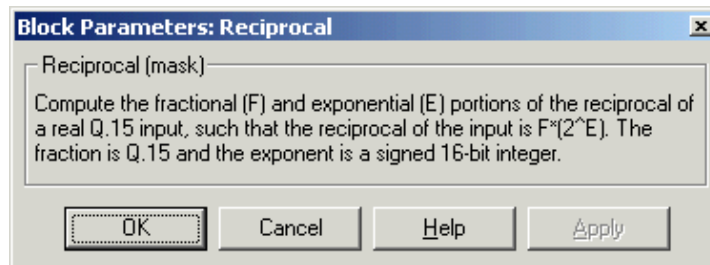 Block Parameters: Reciprocal
Reciprocal (mask)
Compute the fractional (F) and exponential (E) portions of the reciprocal of
a real Q.15 input, such that the reciprocal of the input is F*(2^E). The
fraction is Q.15 and the exponent is a signed 16-bit integer.
OK Cancel Help Apply